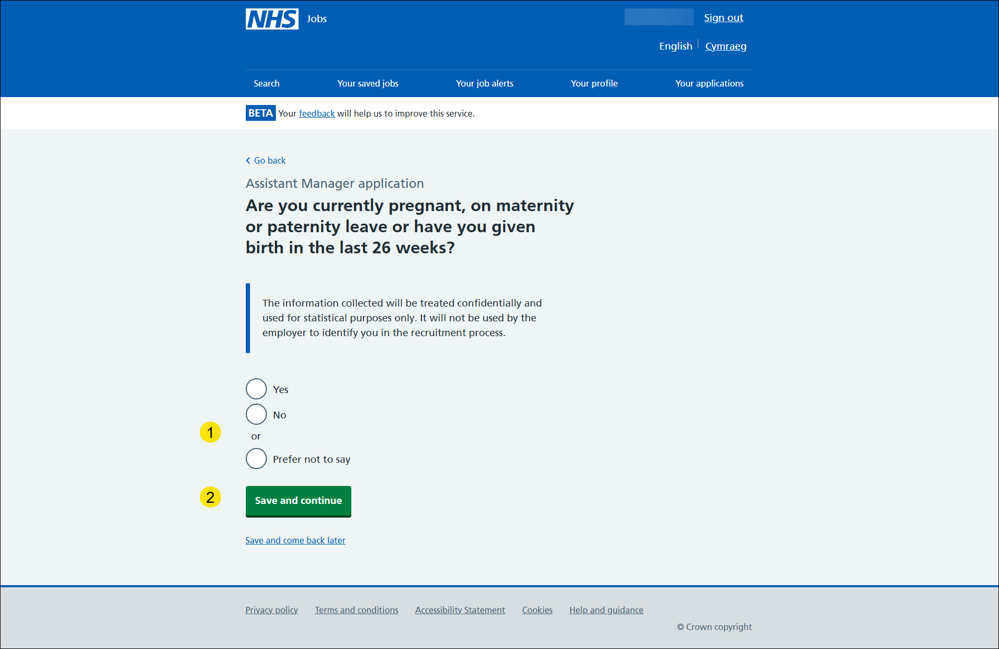 NHS Jobs
Sign out
English Cymraeg
Search Your saved jobs Your job alerts Your profile Your applications
BETA Your feedback will help us to improve this service.
Go back
Assistant Manager application
Are you currently pregnant, on maternity
or paternity leave or have you given
birth in the last 26 weeks?
The information collected will be treated confidentially and
used for statistical purposes only. It will not be used by the
employer to identify you in the recruitment process.
Yes
No
1
or
Prefer not to say
2
Save and continue
Save and come back later
Privacy policy Terms and conditions Accessibility Statement Cookies Help and guidance
© Crown copyright